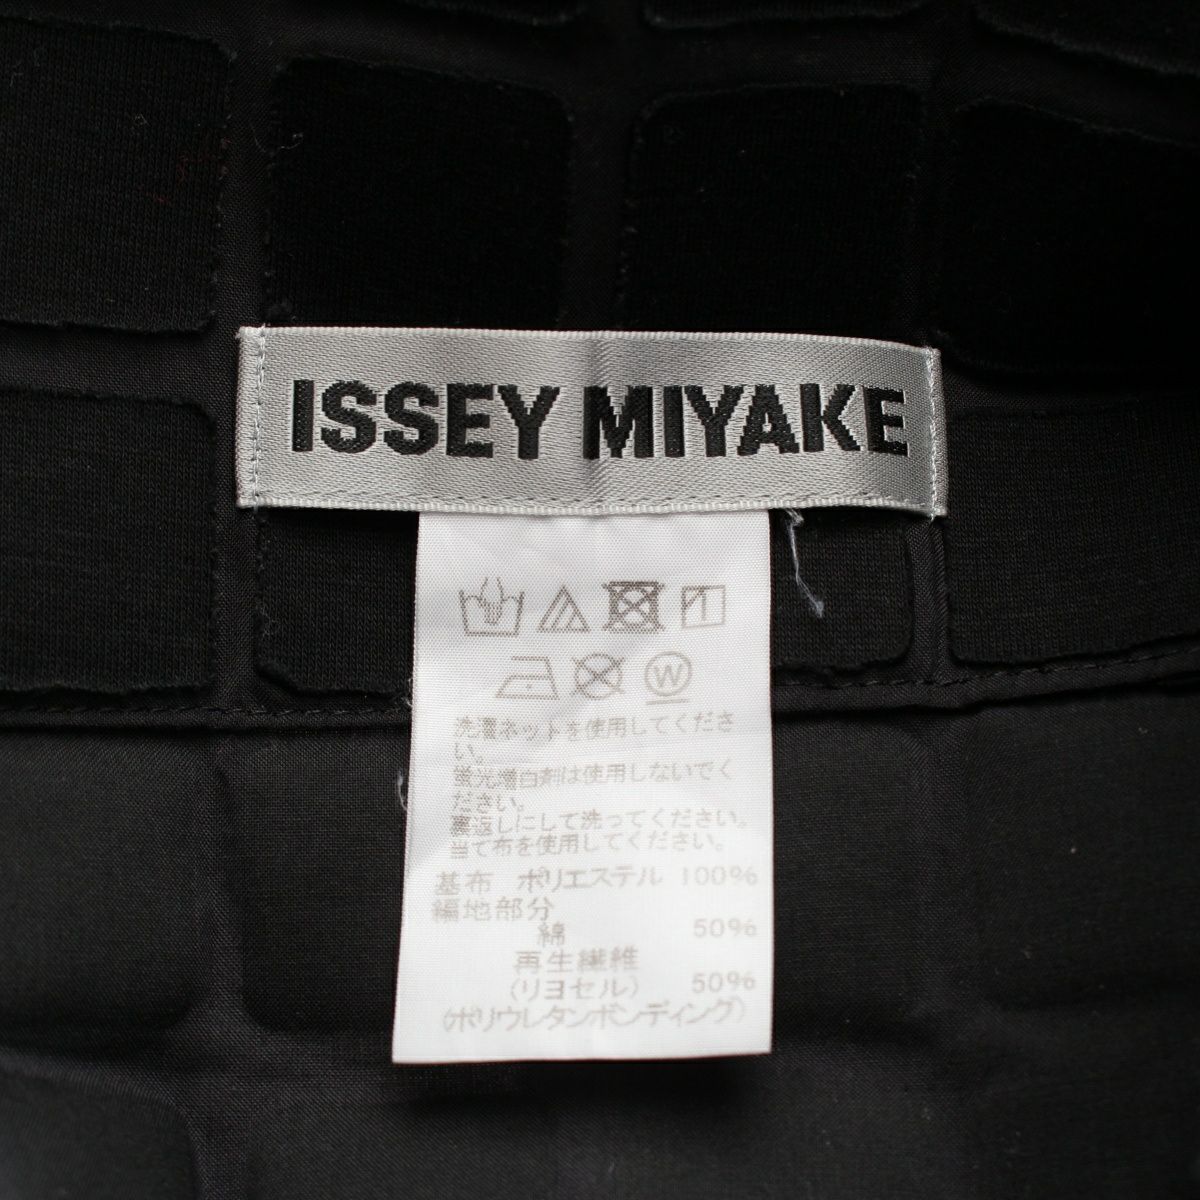 ISSEY MIYAKE
W
洗濯ネットを使用してくださ
い。
蛍光増白剤は使用しないでく
ださい。
裏返しにして洗ってください。
当て布を使用してください。
基布 ポリエステル 100%
編地部分
綿 50%
再生繊維
(リヨセル) 50%
(ポリウレタンボンディング)